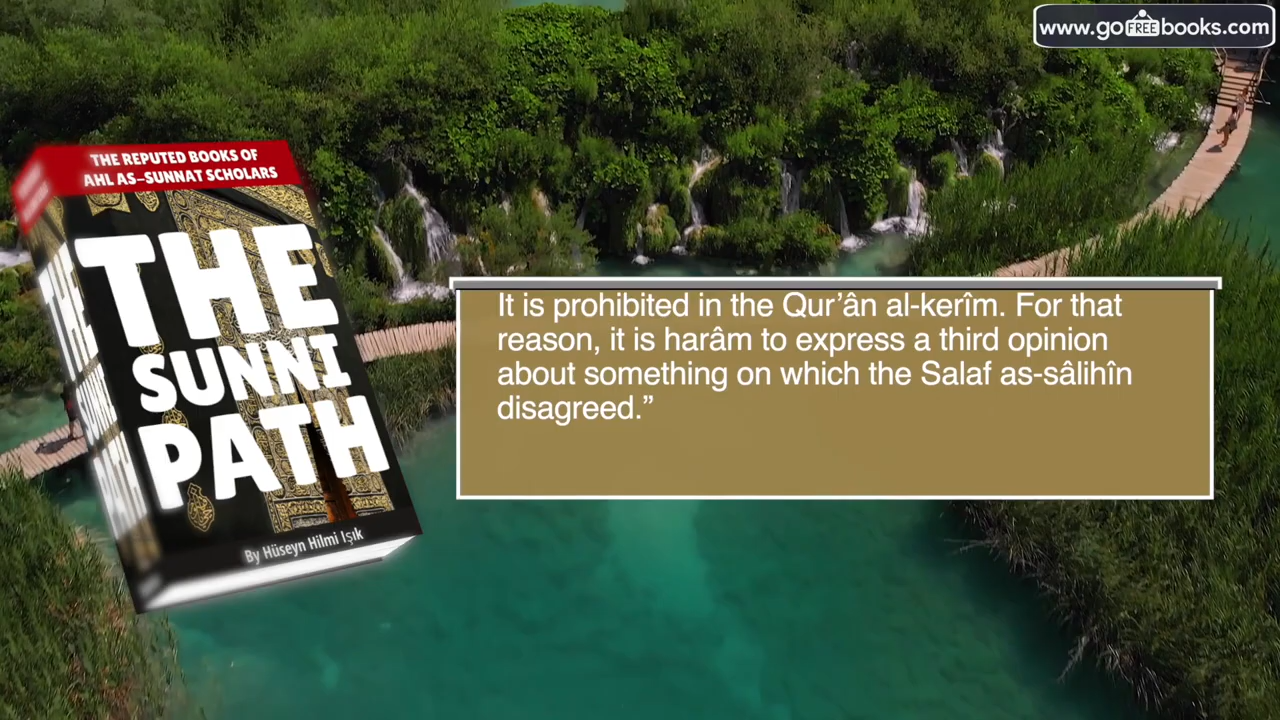 www.goFREEbooks.com
THE REPUTED BOOKS OF
AHL AS–SUNNAT SCHOLARS
THE
SUNNI
PATH
By Hüseyn Hilmi Işık
It is prohibited in the Qur’ân al-kerîm. For that
reason, it is harâm to express a third opinion
about something on which the Salaf as-sâlihîn
disagreed.”